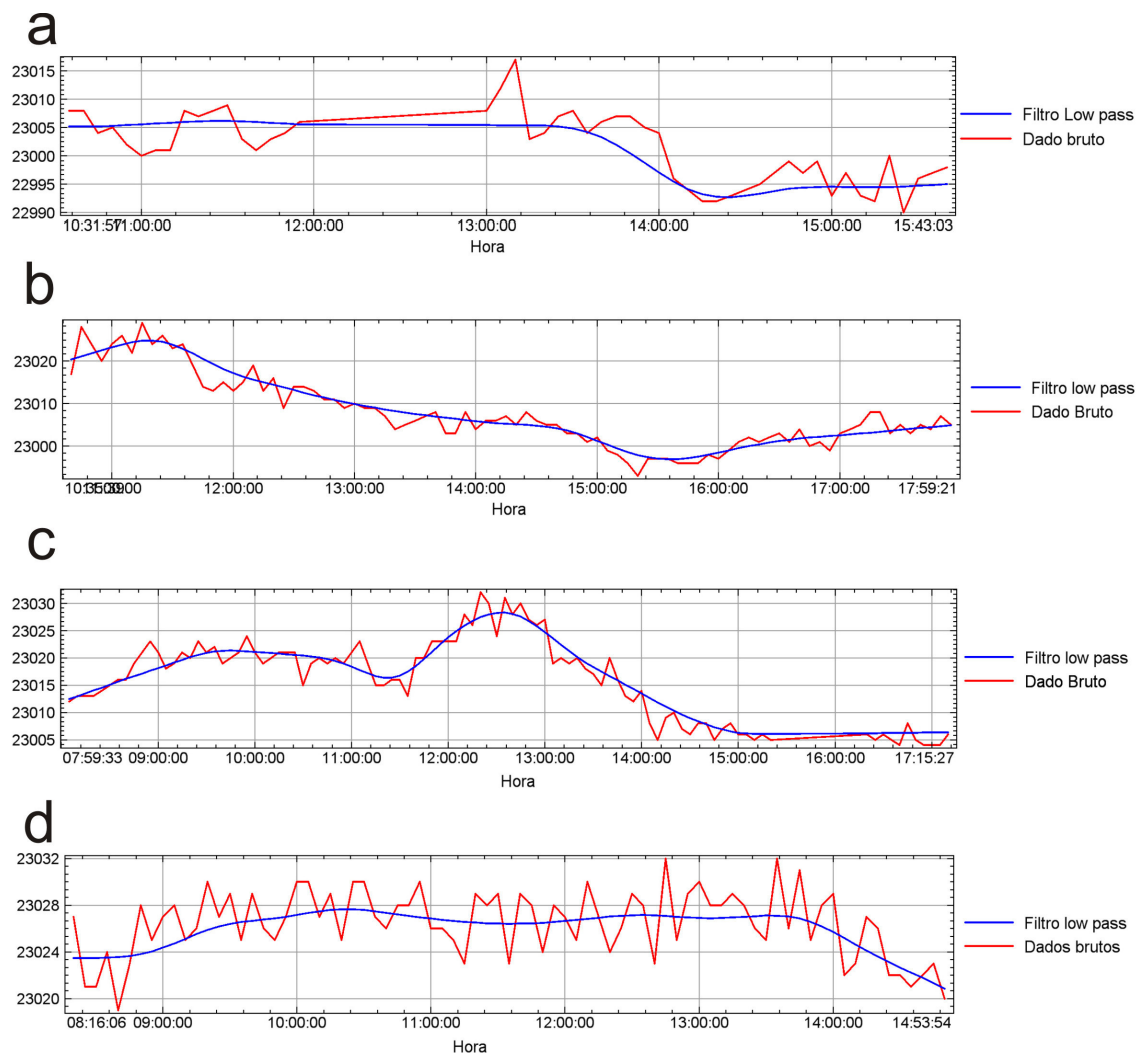 a
23015
23010
23005
23000
22995
22990
10:31:57 11:00:00 12:00:00 13:00:00 14:00:00 15:00:00 15:43:03
Hora
Filtro Low pass
Dado bruto
b
23020
23010
23000
12:00:00 13:00:00 14:00:00 15:00:00 16:00:00 17:00:00 17:59:21
Hora
Filtro low pass
Dado Bruto
c
23030
23025
23020
23015
23010
23005
07:59:33 09:00:00 10:00:00 11:00:00 12:00:00 13:00:00 14:00:00 15:00:00 16:00:00 17:15:27
Hora
Filtro low pass
Dado Bruto
d
23032
23028
23024
23020
08:16:06 09:00:00 10:00:00 11:00:00 12:00:00 13:00:00 14:00:00 14:53:54
Hora
Filtro low pass
Dados brutos